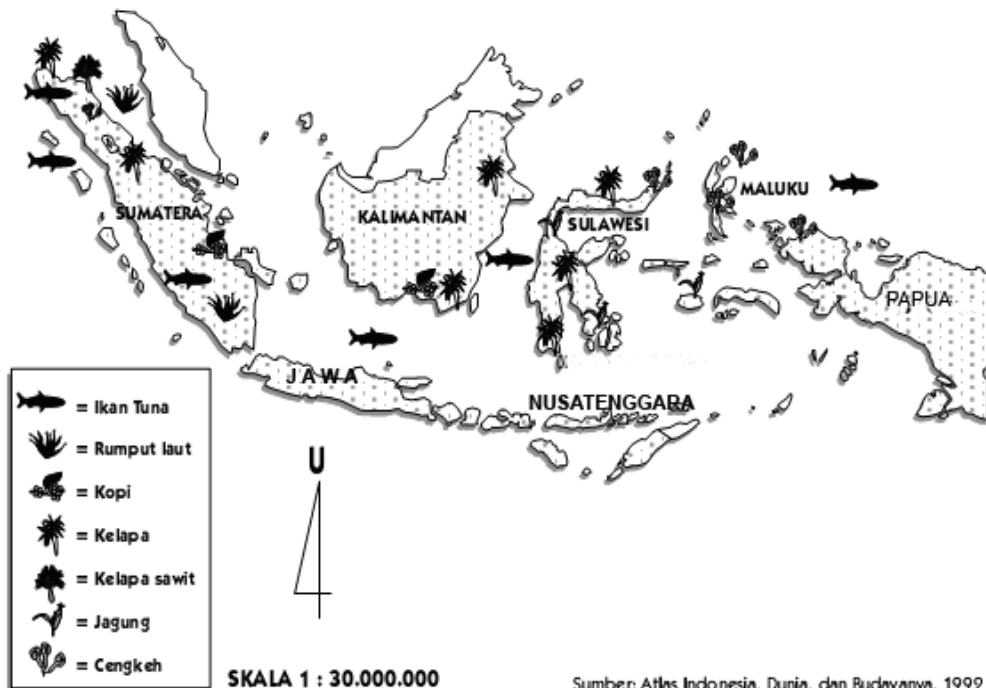 SUMATERA
KALIMANTAN
SULAWESI
MALUKU
PAPUA
JAWA
NUSATENGGARA
= Ikan Tuna
= Rumput laut
= Kopi
= Kelapa
= Kelapa sawit
= Jagung
= Cengkeh
U
SKALA 1 : 30.000.000
Sumber: Atlas Indonesia, Dunia, dan Budayanya, 1999